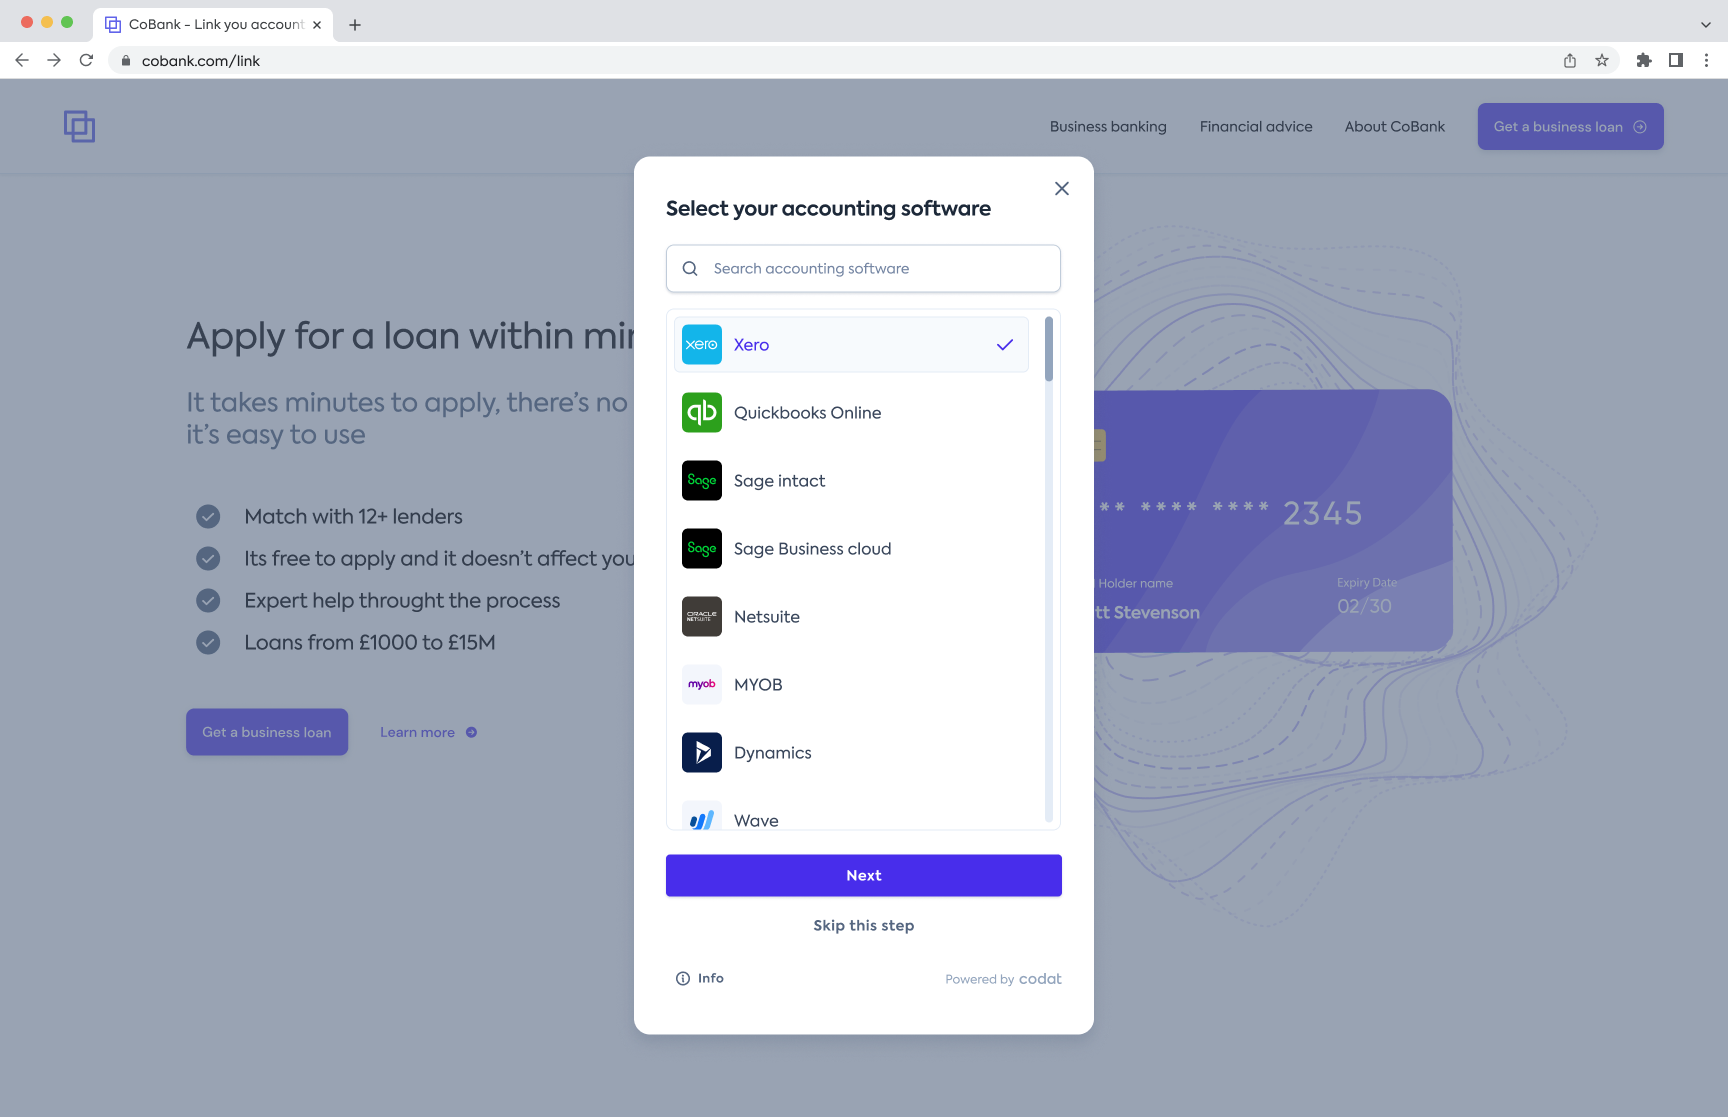 CoBank - Link you account
cobank.com/link
Business banking
Financial advice
About CoBank
Get a business loan
Apply for a loan within
It takes minutes to apply, there's no
it's easy to use
Match with 12+ lenders
Its free to apply and it doesn't affect you
Expert help throught the process
Loans from £1000 to £15M
Get a business loan
Learn more
Select your accounting software
Search accounting software
xero
Xero
qb
Quickbooks Online
Sage
Sage intact
Sage
Sage Business cloud
ORACLE
NETSUITE
Netsuite
myob
MYOB
Dynamics
Wave
Next
Skip this step
Info
Powered by codat
** **** **** 2345
Holder name
Expiry Date
tt Stevenson
02/30